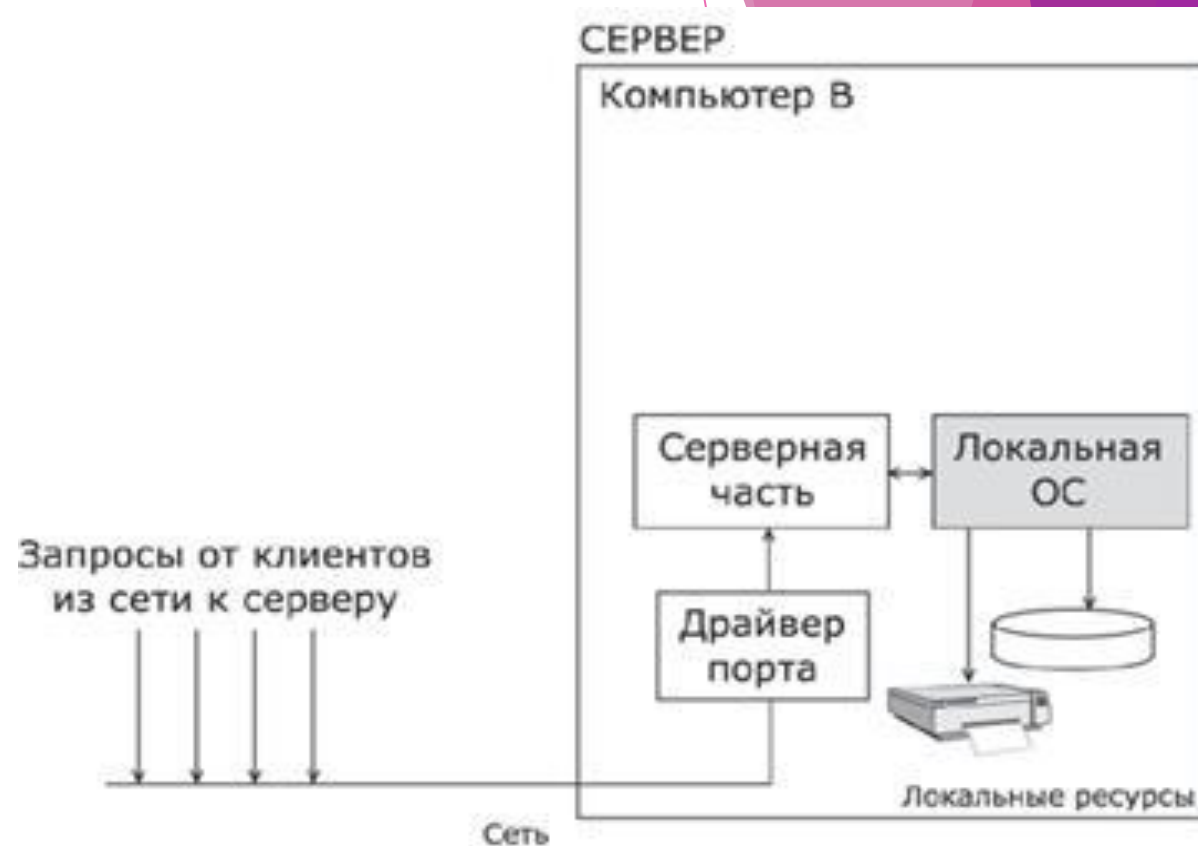 СЕРВЕР
Компьютер В
Серверная
часть
Локальная
ОС
Запросы от клиентов
из сети к серверу
Драйвер
порта
Локальные ресурсы
Сеть